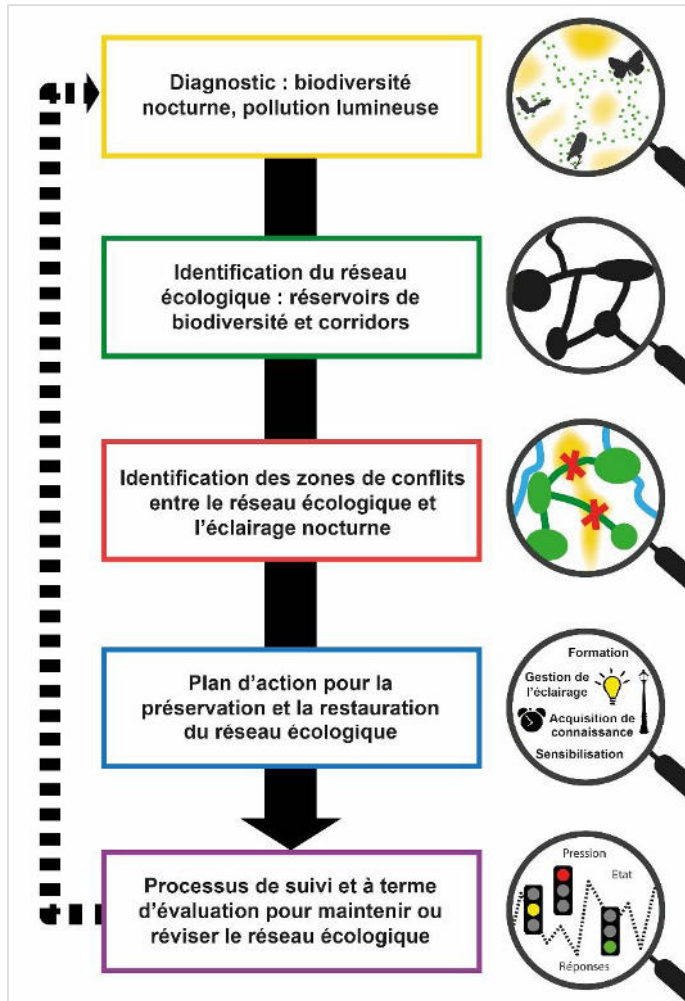 Diagnostic : biodiversité
nocturne, pollution lumineuse
Identification du réseau
écologique : réservoirs de
biodiversité et corridors
Identification des zones de conflits
entre le réseau écologique et
l'éclairage nocturne
Plan d'action pour la
préservation et la restauration
du réseau écologique
Formation
Gestion de
l'éclairage
Acquisition de
connaissance
Sensibilisation
Processus de suivi et à terme
d'évaluation pour maintenir ou
réviser le réseau écologique
Pression
Etat
Réponses